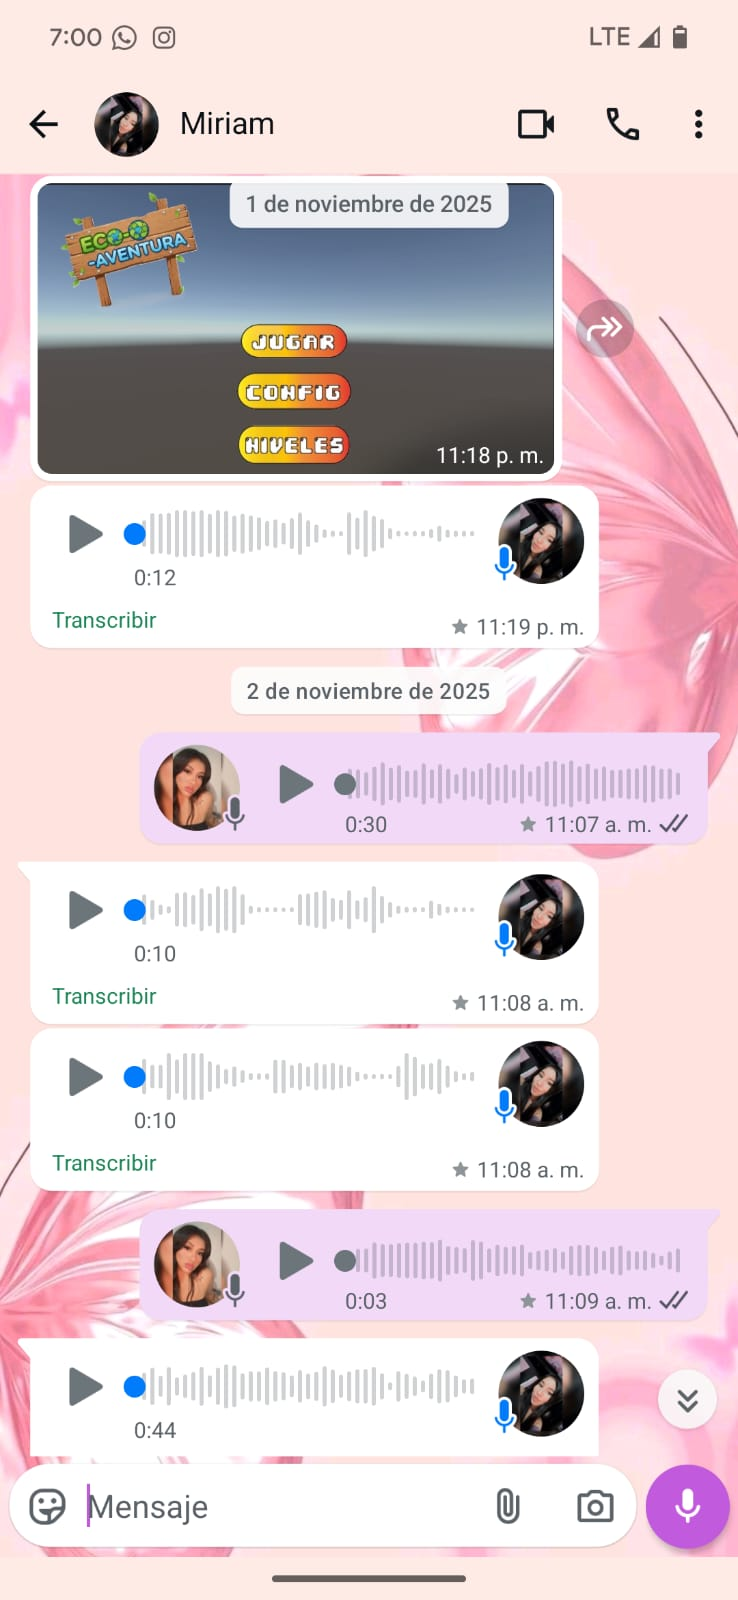 7:00
LTE
Miriam
1 de noviembre de 2025
ECO-O
-AVENTURA
JUGAR
CONFIG
NIVELES
11:18 p. m.
0:12
Transcribir
11:19 p. m.
2 de noviembre de 2025
0:30
11:07 a. m.
0:10
Transcribir
11:08 a. m.
0:10
Transcribir
11:08 a. m.
0:03
11:09 a. m.
0:44
Mensaje